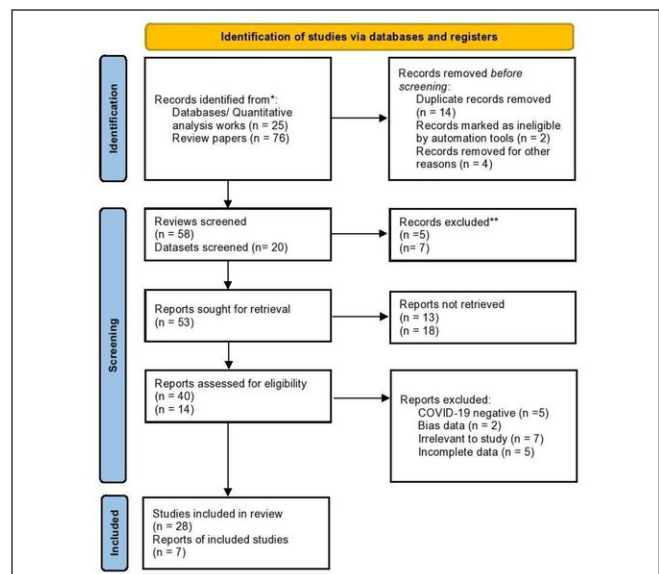 Identification of studies via databases and registers
Identification
Records identified from*:
Databases/ Quantitative
analysis works (n = 25)
Review papers (n = 76)
Records removed before
screening:
Duplicate records removed
(n = 14)
Records marked as ineligible
by automation tools (n = 2)
Records removed for other
reasons (n = 4)
Screening
Reviews screened
(n = 58)
Datasets screened (n= 20)
Records excluded**
(n =5)
(n= 7)
Reports sought for retrieval
(n = 53)
Reports not retrieved
(n = 13)
(n = 18)
Reports assessed for eligibility
(n = 40)
(n = 14)
Reports excluded:
COVID-19 negative (n =5)
Bias data (n = 2)
Irrelevant to study (n = 7)
Incomplete data (n = 5)
Included
Studies included in review
(n = 28)
Reports of included studies
(n = 7)